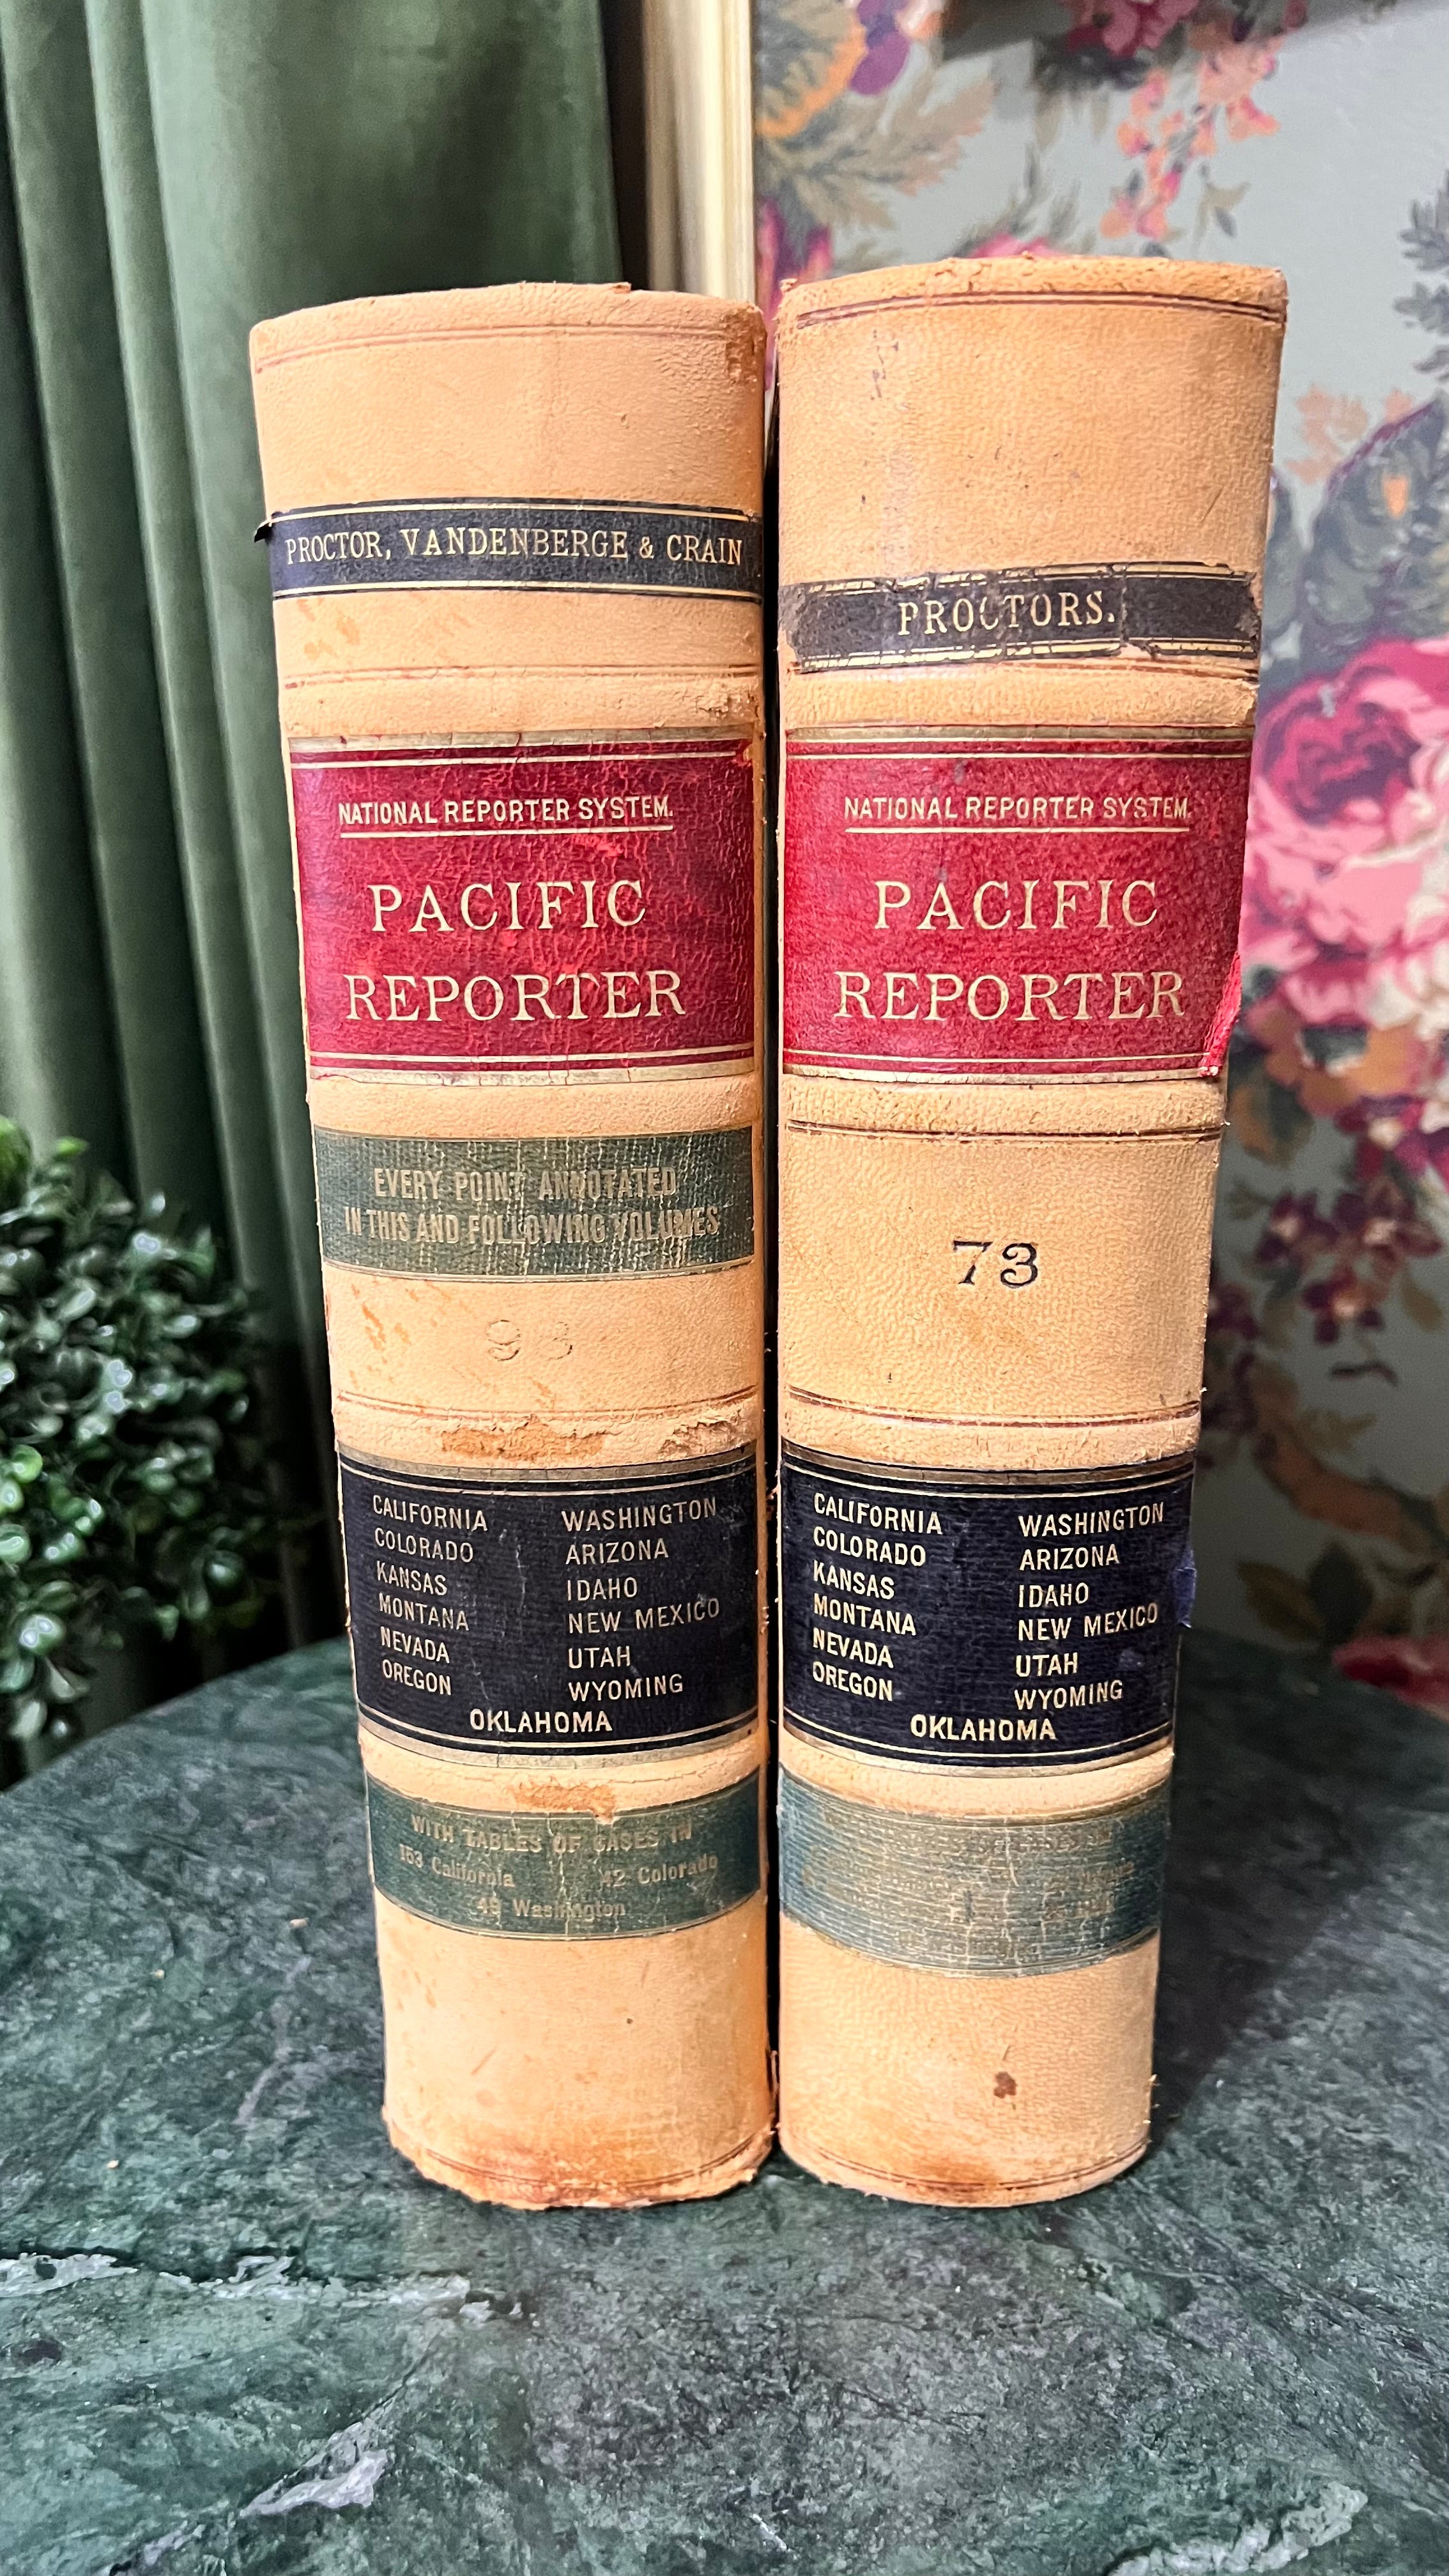 PROCTOR, VANDENBERGE & CRAIN
NATIONAL REPORTER SYSTEM.
PACIFIC
REPORTER
EVERY POINT ANNOTATED
IN THIS AND FOLLOWING VOLUMES
93
CALIFORNIA WASHINGTON
COLORADO ARIZONA
KANSAS IDAHO
MONTANA NEW MEXICO
NEVADA UTAH
OREGON WYOMING
OKLAHOMA
WITH TABLES OF CASES IN
153 California 42 Colorado
Washington
PROCTORS.
NATIONAL REPORTER SYSTEM.
PACIFIC
REPORTER
73
CALIFORNIA WASHINGTON
COLORADO ARIZONA
KANSAS IDAHO
MONTANA NEW MEXICO
NEVADA UTAH
OREGON WYOMING
OKLAHOMA